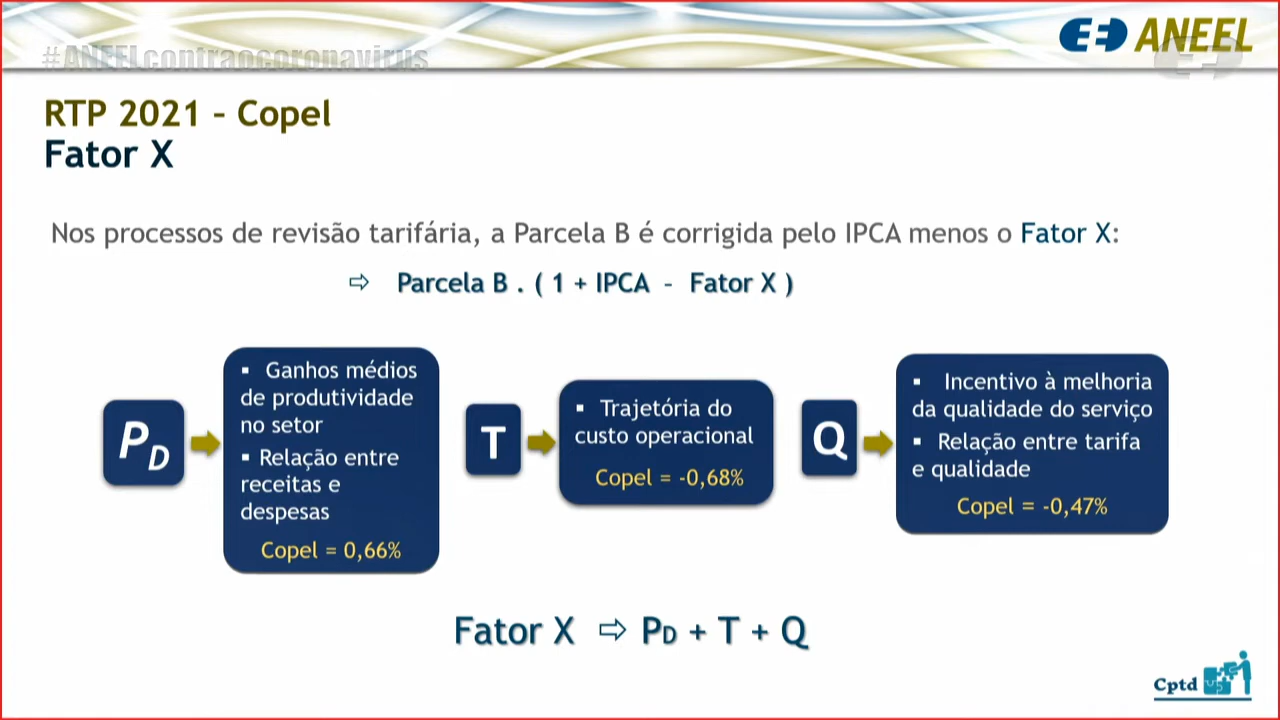 #ANEELcontraocoronavirus
ANEEL
RTP 2021 – Copel
Fator X
Nos processos de revisão tarifária, a Parcela B é corrigida pelo IPCA menos o Fator X:
⇨ Parcela B . ( 1 + IPCA – Fator X )
PD
▪ Ganhos médios
de produtividade
no setor
▪ Relação entre
receitas e
despesas
Copel = 0,66%
T
▪ Trajetória do
custo operacional
Copel = -0,68%
Q
▪ Incentivo à melhoria
da qualidade do serviço
▪ Relação entre tarifa
e qualidade
Copel = -0,47%
Fator X ⇨ PD + T + Q
Cptd